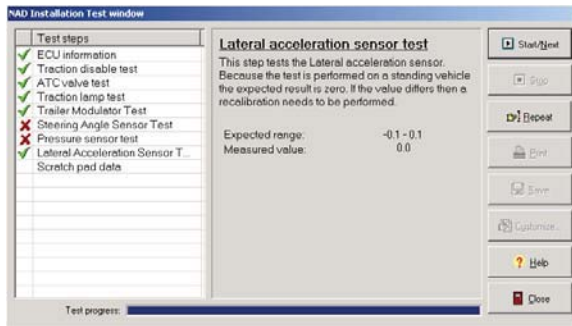 NAD Installation Test window
Test steps
ECU information
Traction disable test
ATC valve test
Traction lamp test
Trailer Modulator Test
Steering Angle Sensor Test
Pressure sensor test
Lateral Acceleration Sensor T...
Scratch pad data
Lateral acceleration sensor test
This step tests the Lateral acceleration sensor.
Because the test is performed on a standing vehicle
the expected result is zero. If the value differs then a
recalibration needs to be performed.
Expected range: -0.1 - 0.1
Measured value: 0.0
Start/Next
Stop
Repeat
Print
Save
Customize...
Help
Close
Test progress: